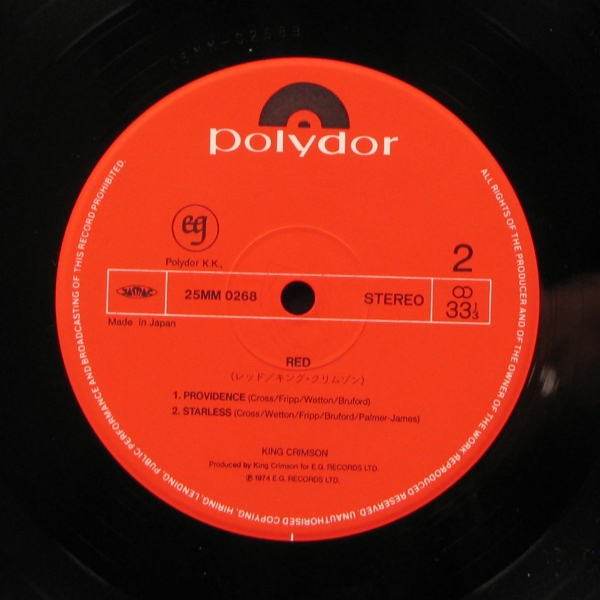 25MM-0268B
polydor
eg
Polydor K.K.,
2
JASRAC
25MM 0268
STEREO
33⅓
Made in Japan
RED
(レッド/キング・クリムゾン)
1. PROVIDENCE (Cross/Fripp/Wetton/Bruford)
2. STARLESS (Cross/Wetton/Fripp/Bruford/Palmer-James)
KING CRIMSON
Produced by King Crimson for E.G. RECORDS LTD.
℗ 1974 E.G. RECORDS LTD.
ALL RIGHTS OF THE PRODUCER AND OF THE OWNER OF THE WORK REPRODUCED RESERVED. UNAUTHORISED COPYING, HIRING, LENDING, PUBLIC PERFORMANCE AND BROADCASTING OF THIS RECORD PROHIBITED.